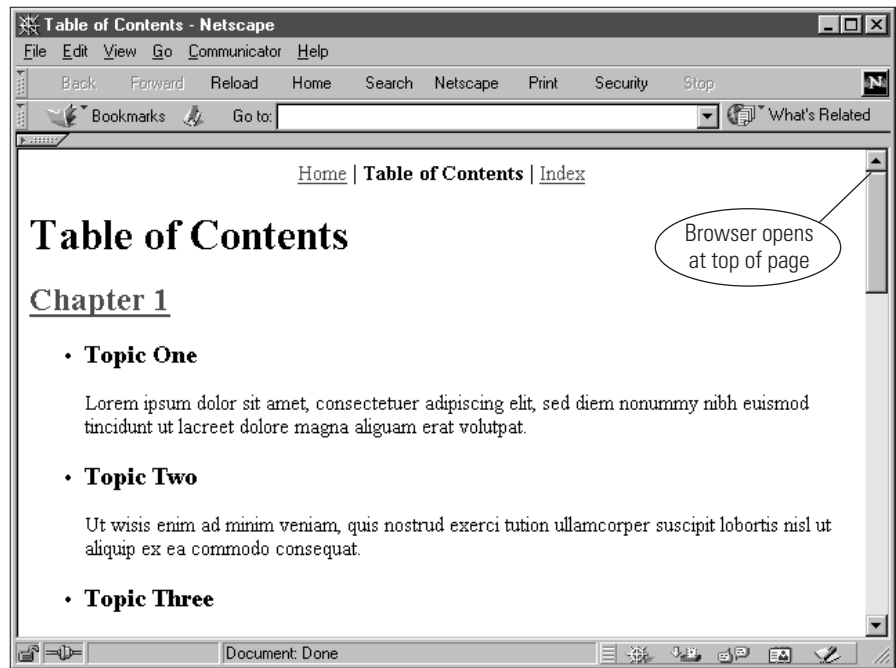 Table of Contents - Netscape
File Edit View Go Communicator Help
Back Forward Reload Home Search Netscape Print Security Stop N
Bookmarks Go to: What's Related
Home | Table of Contents | Index
Table of Contents
Browser opens
at top of page
Chapter 1
• Topic One
Lorem ipsum dolor sit amet, consectetuer adipiscing elit, sed diem nonummy nibh euismod
tincidunt ut lacreet dolore magna aliguam erat volutpat.
• Topic Two
Ut wisis enim ad minim veniam, quis nostrud exerci tution ullamcorper suscipit lobortis nisl ut
aliquip ex ea commodo consequat.
• Topic Three
Document: Done